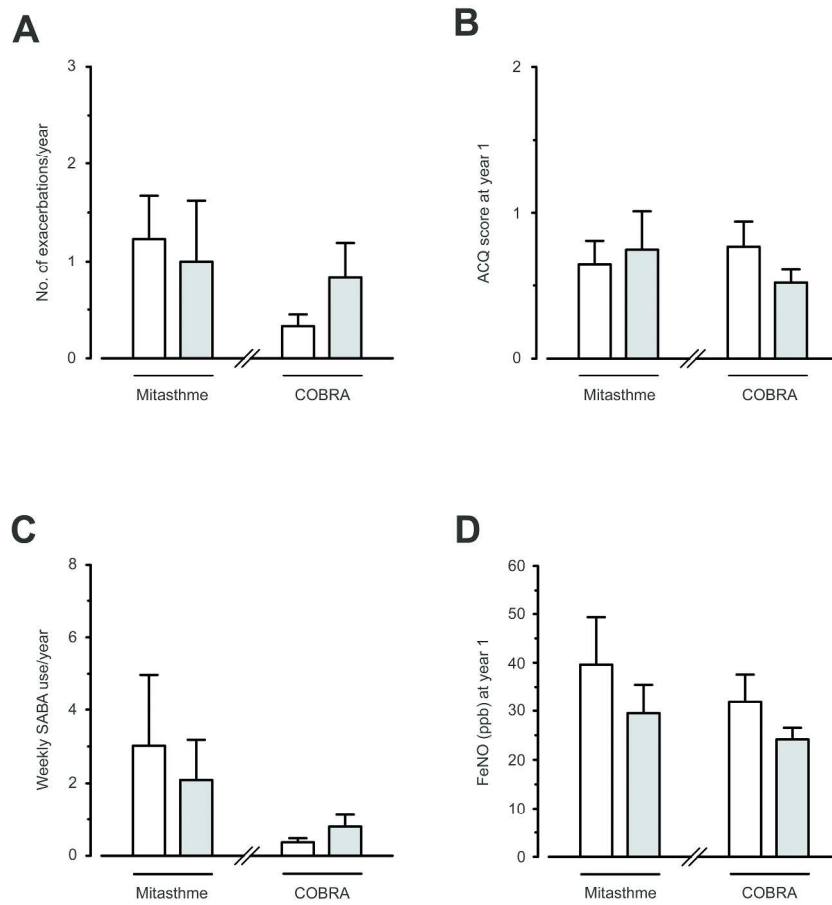 A
3
2
1
0
No. of exacerbations/year
Mitasthme
COBRA
B
2
1
0
ACQ score at year 1
Mitasthme
COBRA
C
8
6
4
2
0
Weekly SABA use/year
Mitasthme
COBRA
D
60
50
40
30
20
10
0
FeNO (ppb) at year 1
Mitasthme
COBRA